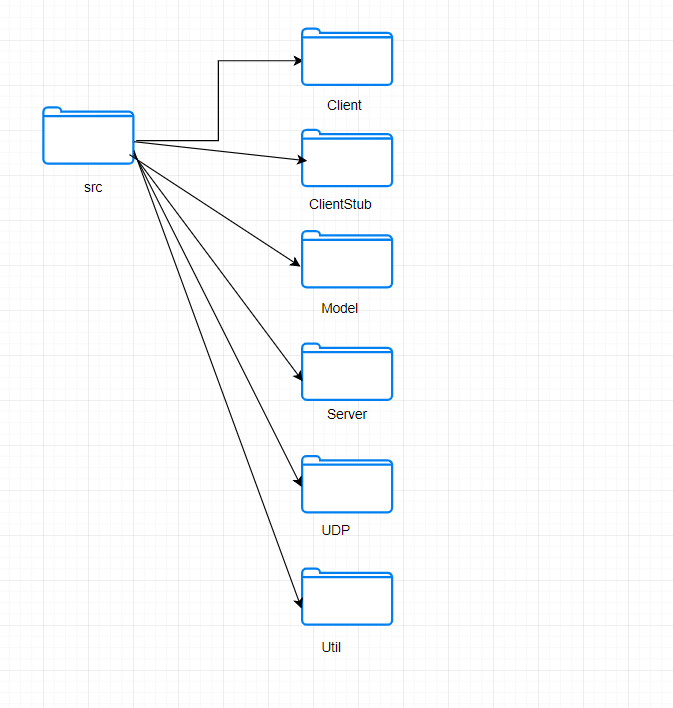 Client
src
ClientStub
Model
Server
UDP
Util